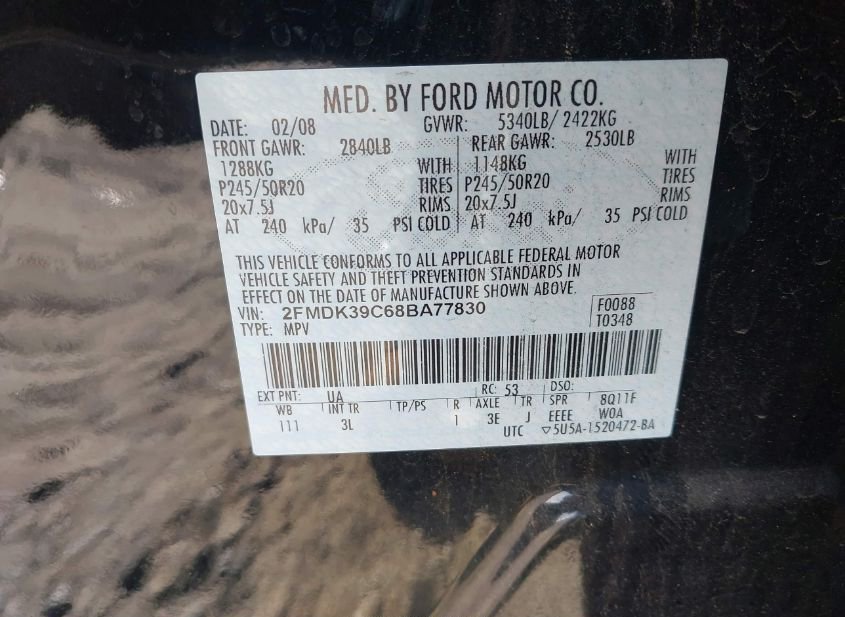 MFD. BY FORD MOTOR CO.
DATE: 02/08 GVWR: 5340LB/ 2422KG
FRONT GAWR: 2840LB REAR GAWR: 2530LB
1288KG WITH 1148KG WITH
P245/50R20 TIRES P245/50R20 TIRES
20x7.5J RIMS 20x7.5J RIMS
AT 240 kPa/ 35 PSI COLD AT 240 kPa/ 35 PSI COLD
THIS VEHICLE CONFORMS TO ALL APPLICABLE FEDERAL MOTOR
VEHICLE SAFETY AND THEFT PREVENTION STANDARDS IN
EFFECT ON THE DATE OF MANUFACTURE SHOWN ABOVE.
VIN: 2FMDK39C68BA77830 F0088
TYPE: MPV T0348
EXT PNT: UA RC: 53 DSO:
WB INT TR TP/PS R AXLE TR SPR 8Q11F
111 3L 1 3E J EEEE WOA
UTC ▽5U5A-1520472-BA